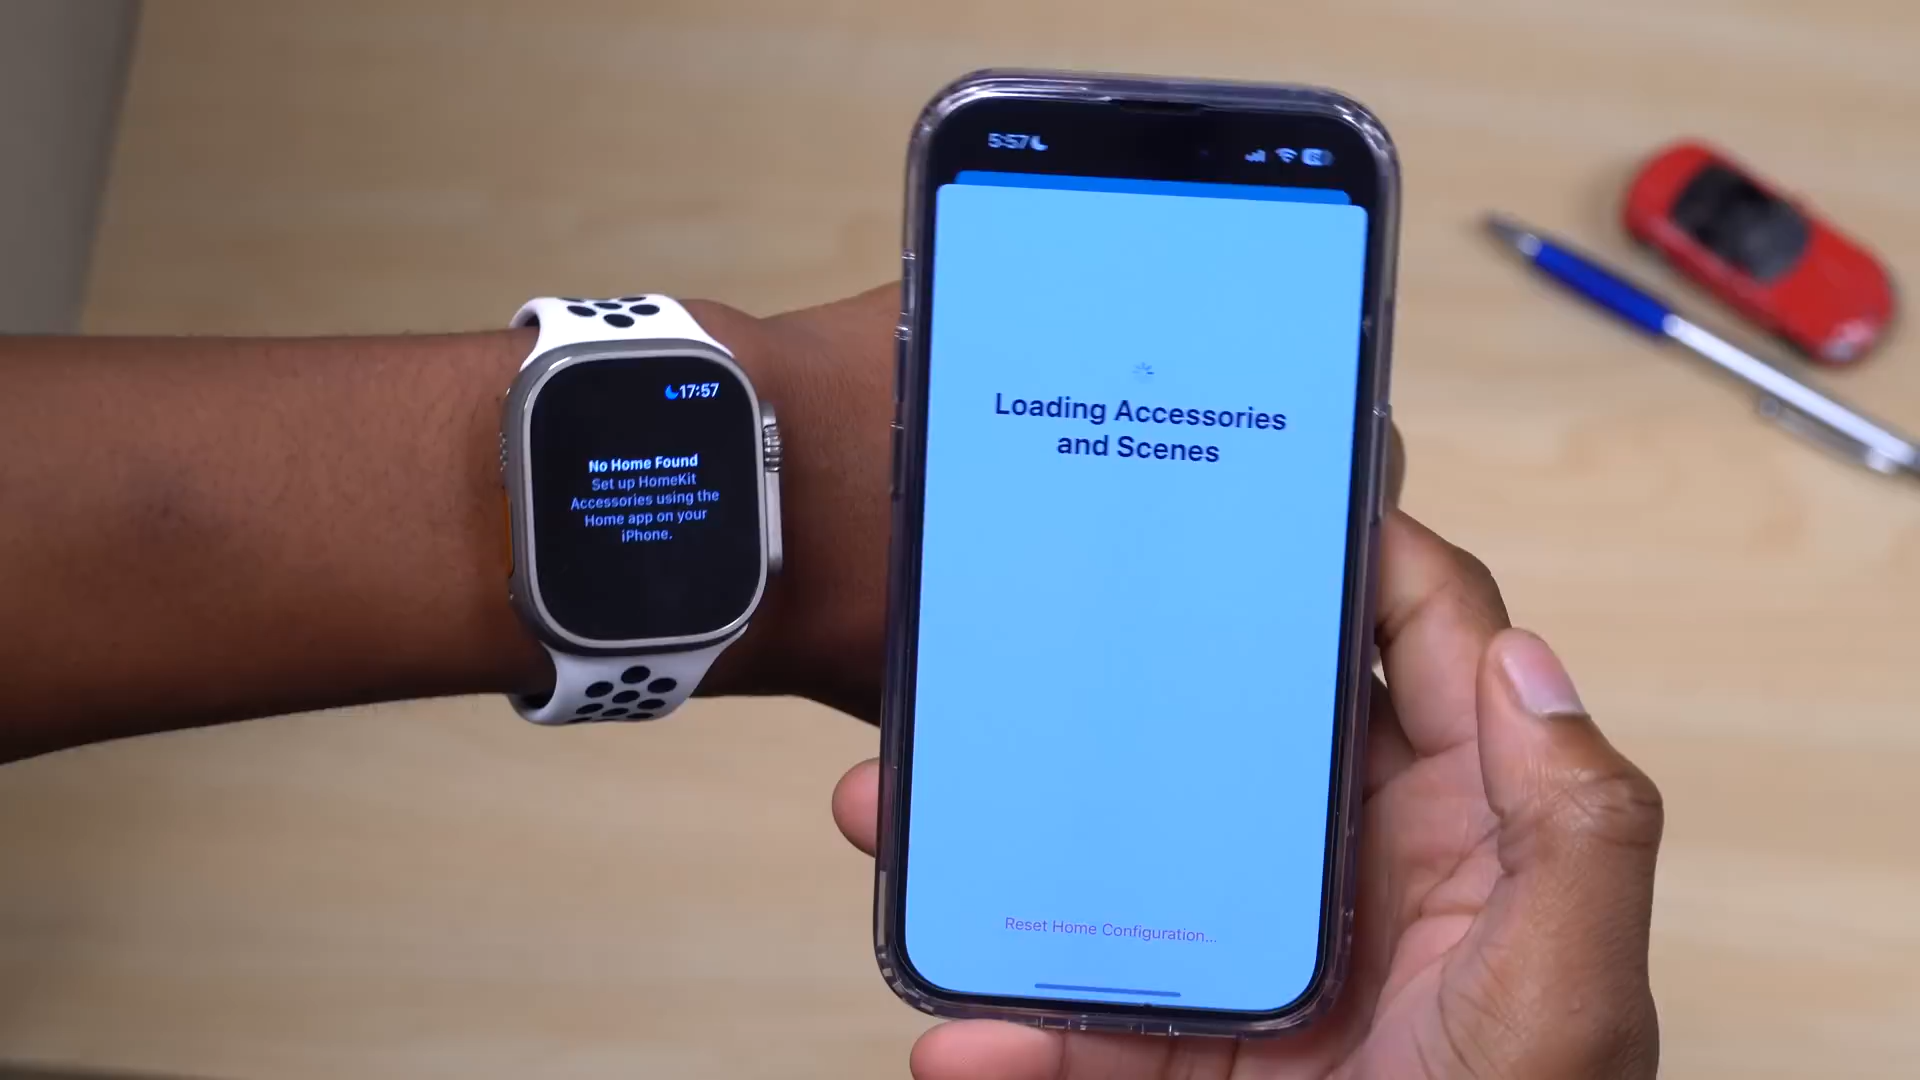 17:57
No Home Found
Set up HomeKit
Accessories using the
Home app on your
iPhone.
5:57
Loading Accessories
and Scenes
Reset Home Configuration...